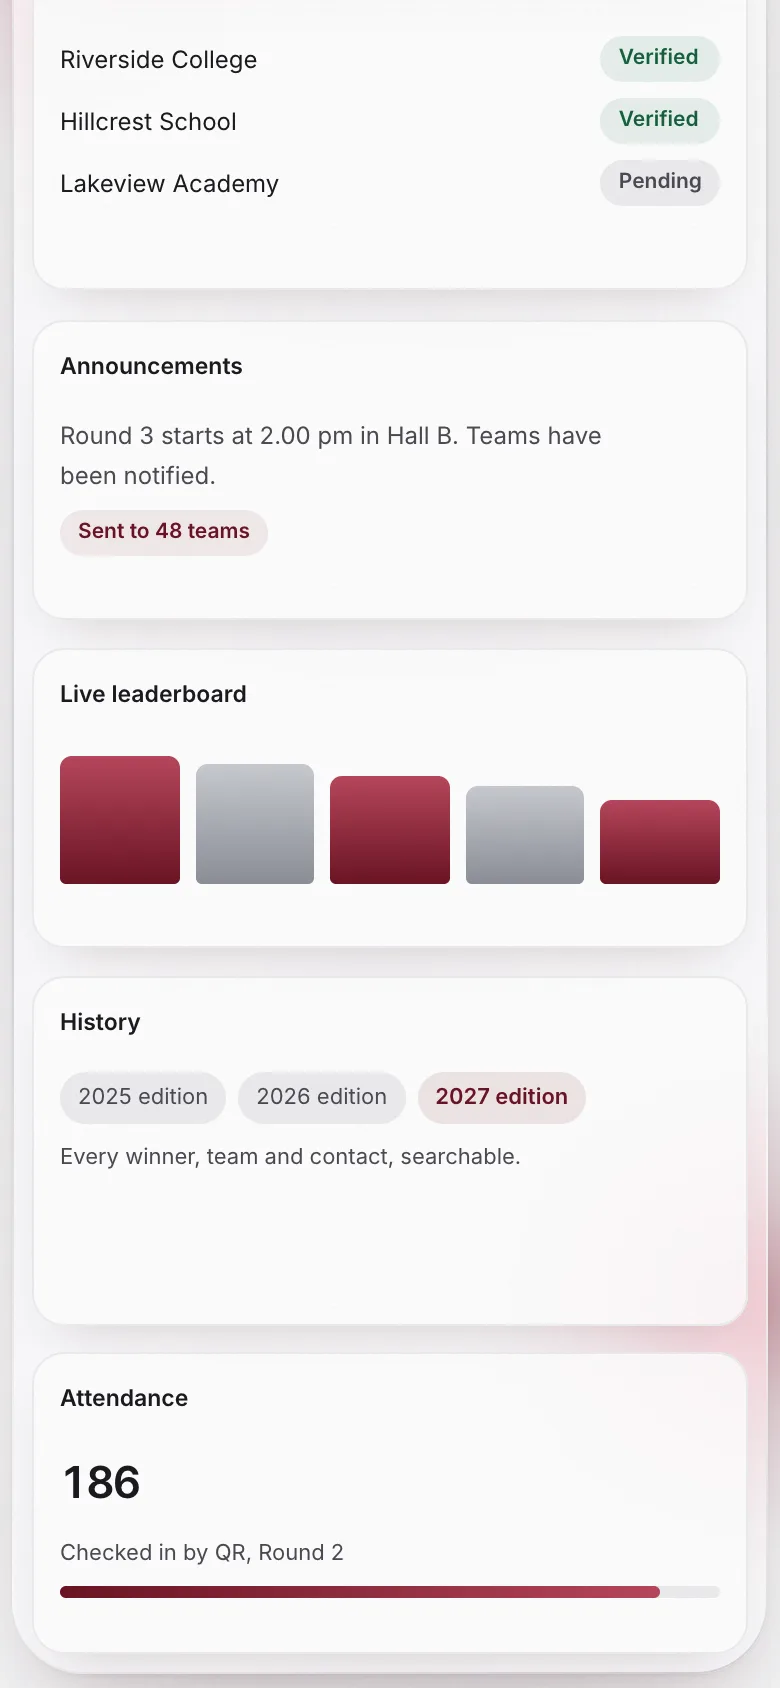 Riverside College
Verified
Hillcrest School
Verified
Lakeview Academy
Pending
Announcements
Round 3 starts at 2.00 pm in Hall B. Teams have
been notified.
Sent to 48 teams
Live leaderboard
History
2025 edition
2026 edition
2027 edition
Every winner, team and contact, searchable.
Attendance
186
Checked in by QR, Round 2